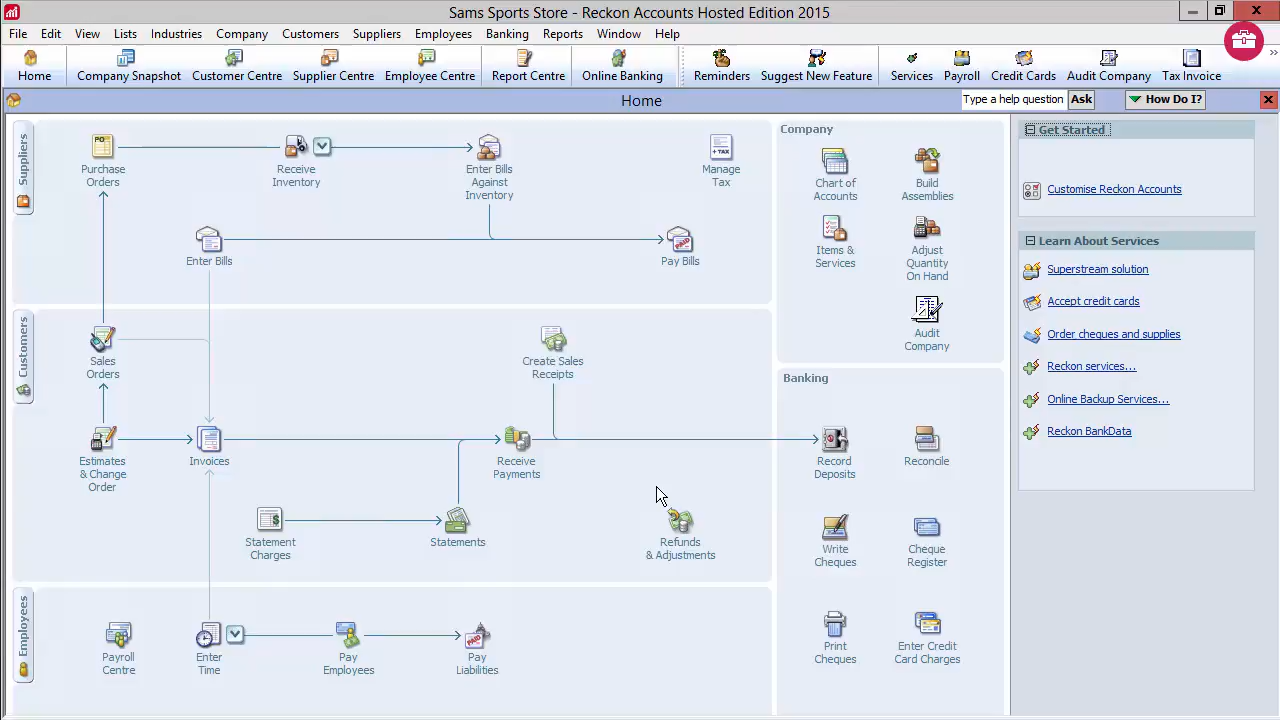 Sams Sports Store - Reckon Accounts Hosted Edition 2015
File Edit View Lists Industries Company Customers Suppliers Employees Banking Reports Window Help
Home Company Snapshot Customer Centre Supplier Centre Employee Centre Report Centre Online Banking Reminders Suggest New Feature Services Payroll Credit Cards Audit Company Tax Invoice
Home
Type a help question Ask How Do I?
Suppliers
PO
Purchase
Orders
Receive
Inventory
Enter Bills
Against
Inventory
+ TAX
Manage
Tax
Enter Bills
PAID
Pay Bills
Customers
Sales
Orders
Create Sales
Receipts
Estimates
& Change
Order
Invoices
Receive
Payments
Statement
Charges
Statements
Refunds
& Adjustments
Employees
Payroll
Centre
Enter
Time
Pay
Employees
PAID
Pay
Liabilities
Company
Chart of
Accounts
Build
Assemblies
Items &
Services
Adjust
Quantity
On Hand
Audit
Company
Banking
Record
Deposits
Reconcile
Write
Cheques
Cheque
Register
Print
Cheques
Enter Credit
Card Charges
Get Started
Customise Reckon Accounts
Learn About Services
Superstream solution
Accept credit cards
Order cheques and supplies
Reckon services...
Online Backup Services...
Reckon BankData